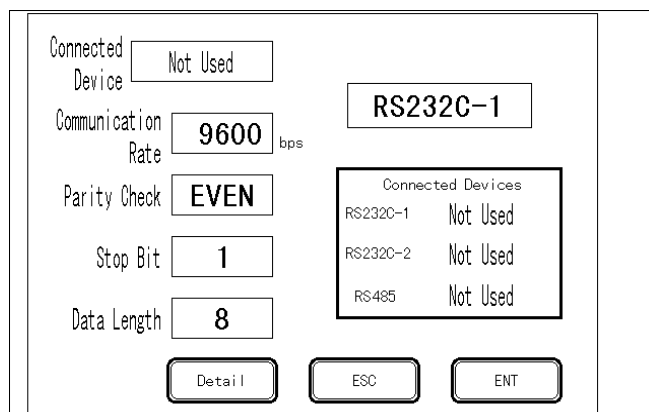 Connected
Device
Not Used
Communication
Rate
9600
bps
Parity Check
EVEN
Stop Bit
1
Data Length
8
RS232C-1
Connected Devices
RS232C-1 Not Used
RS232C-2 Not Used
RS485 Not Used
Detail
ESC
ENT